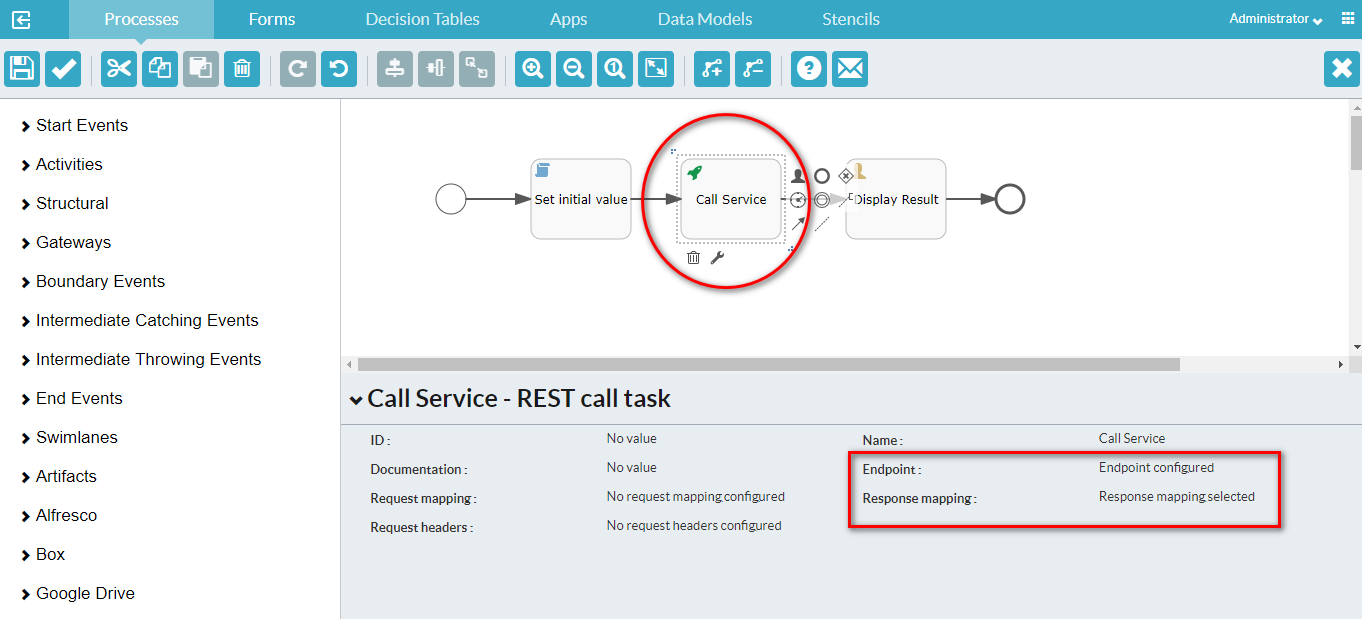 Processes Forms Decision Tables Apps Data Models Stencils Administrator
1 ?
Start Events
Activities
Structural
Gateways
Boundary Events
Intermediate Catching Events
Intermediate Throwing Events
End Events
Swimlanes
Artifacts
Alfresco
Box
Google Drive
Set initial value Call Service Display Result
Call Service - REST call task
ID : No value Name : Call Service
Documentation : No value Endpoint : Endpoint configured
Request mapping : No request mapping configured Response mapping : Response mapping selected
Request headers : No request headers configured